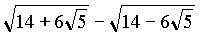 √(14 + 6√5) − √(14 − 6√5)